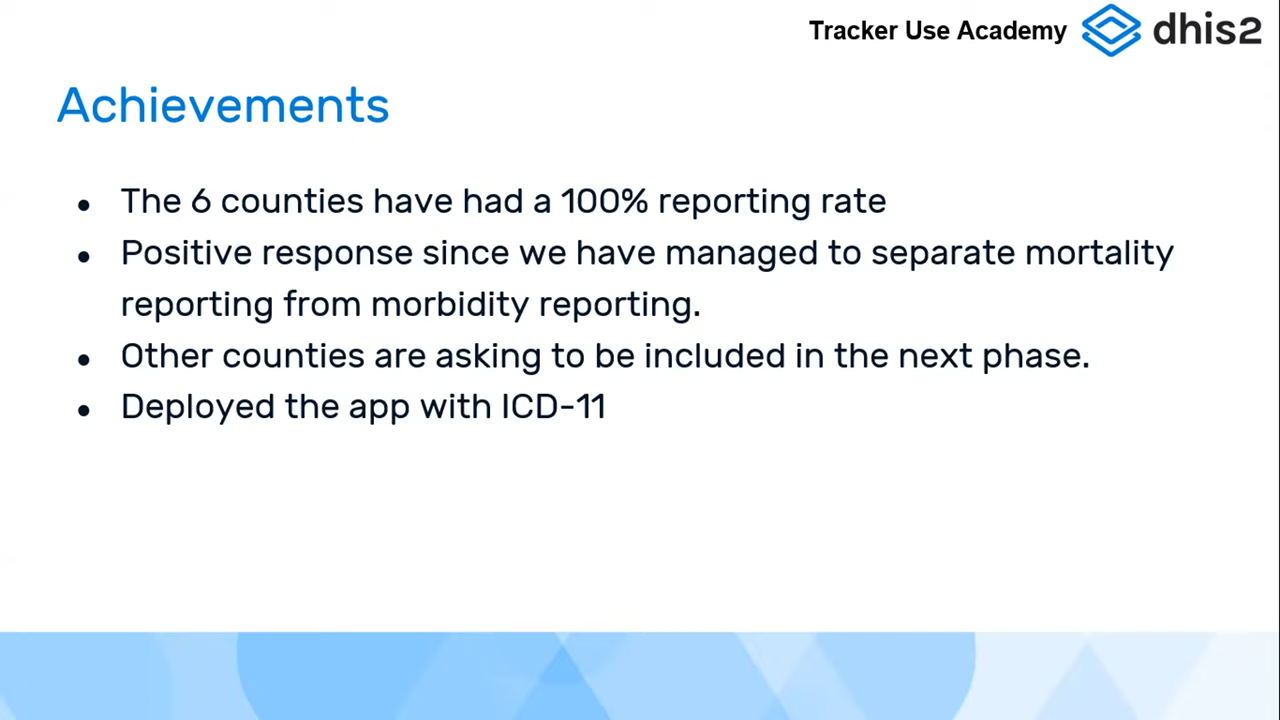 Tracker Use Academy dhis2
Achievements
• The 6 counties have had a 100% reporting rate
• Positive response since we have managed to separate mortality
reporting from morbidity reporting.
• Other counties are asking to be included in the next phase.
• Deployed the app with ICD-11